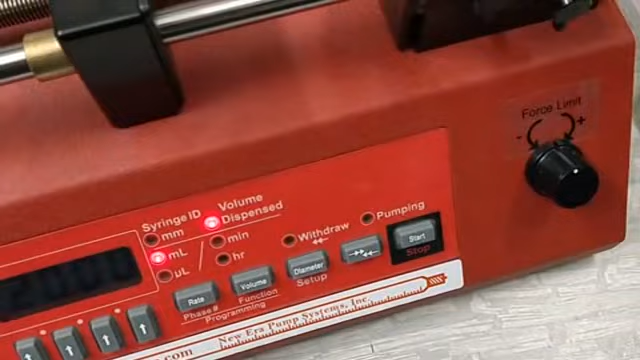 Force Limit
- +
Syringe ID
Volume
Dispensed
mm
mL /
min
µL
hr
Withdraw
Pumping
Rate
Volume
Diameter
Start
Stop
Phase #
Function
Setup
Programming
.com
New Era Pump Systems, Inc.